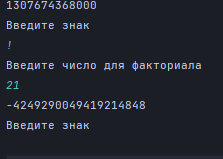 1307674368000
Введите знак
!
Введите число для факториала
21
-4249290049419214848
Введите знак